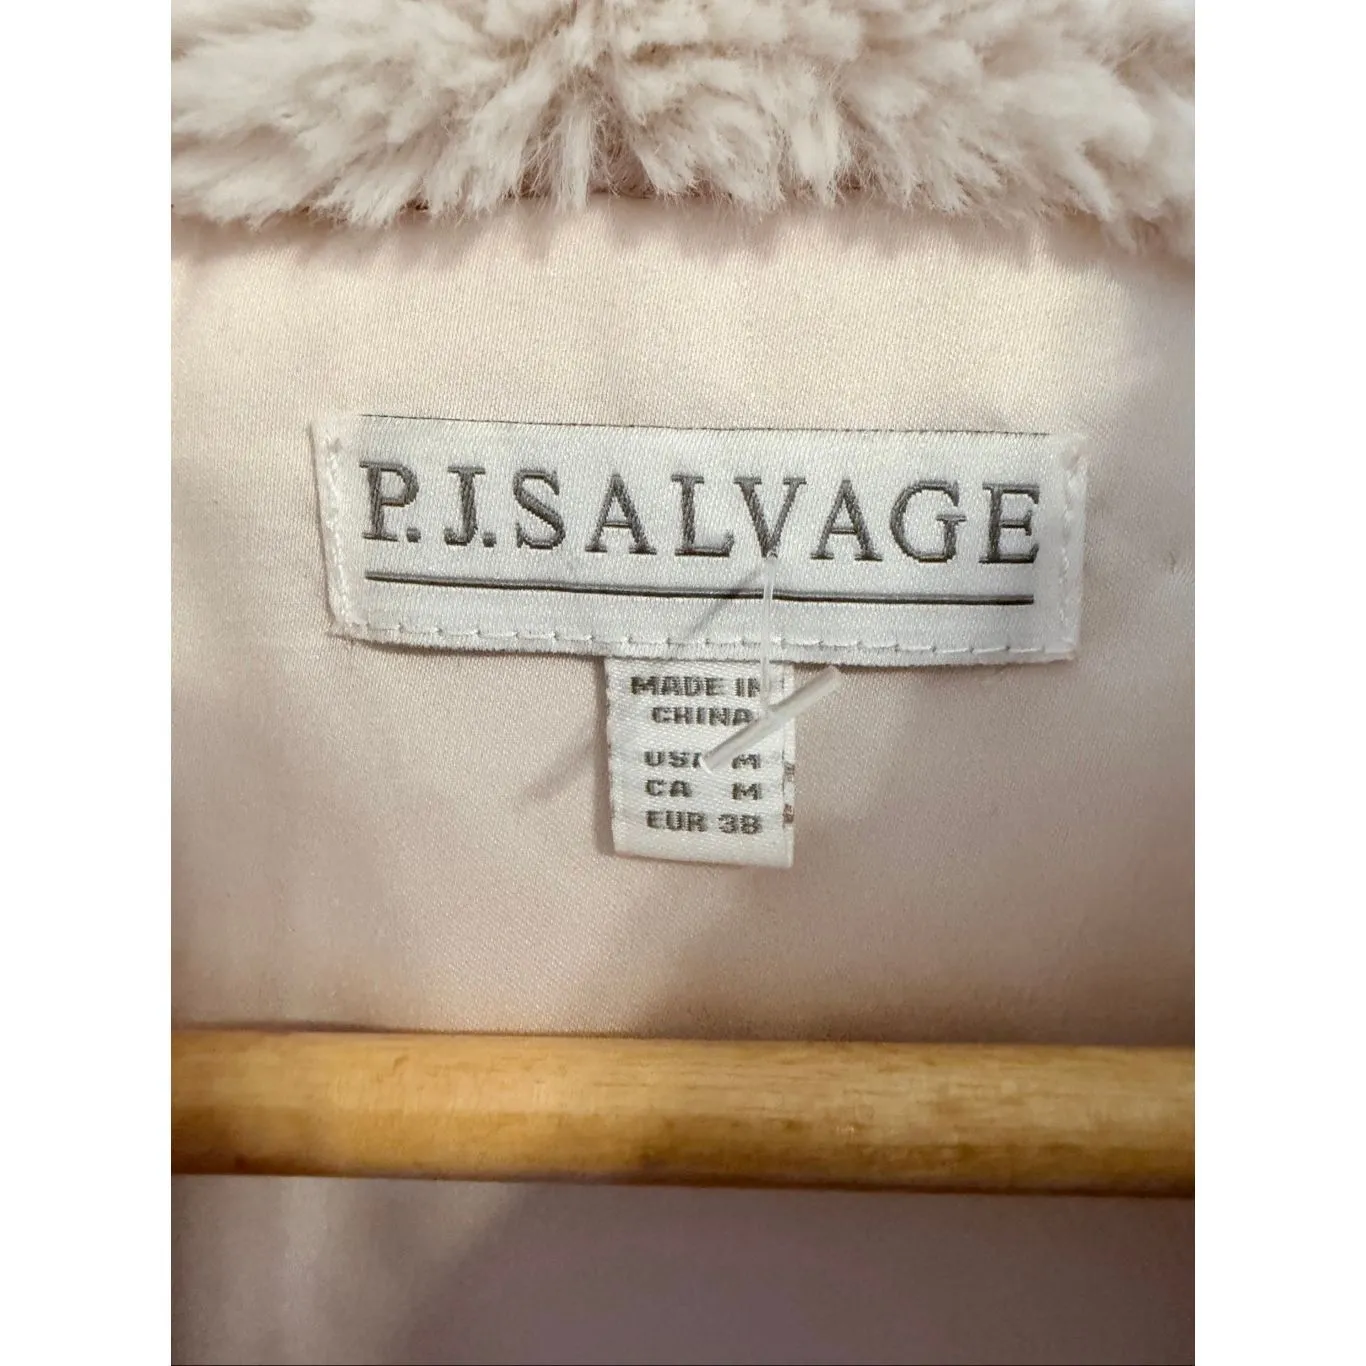 P.J.SALVAGE
MADE IN
CHINA
USA M
CA M
EUR 38